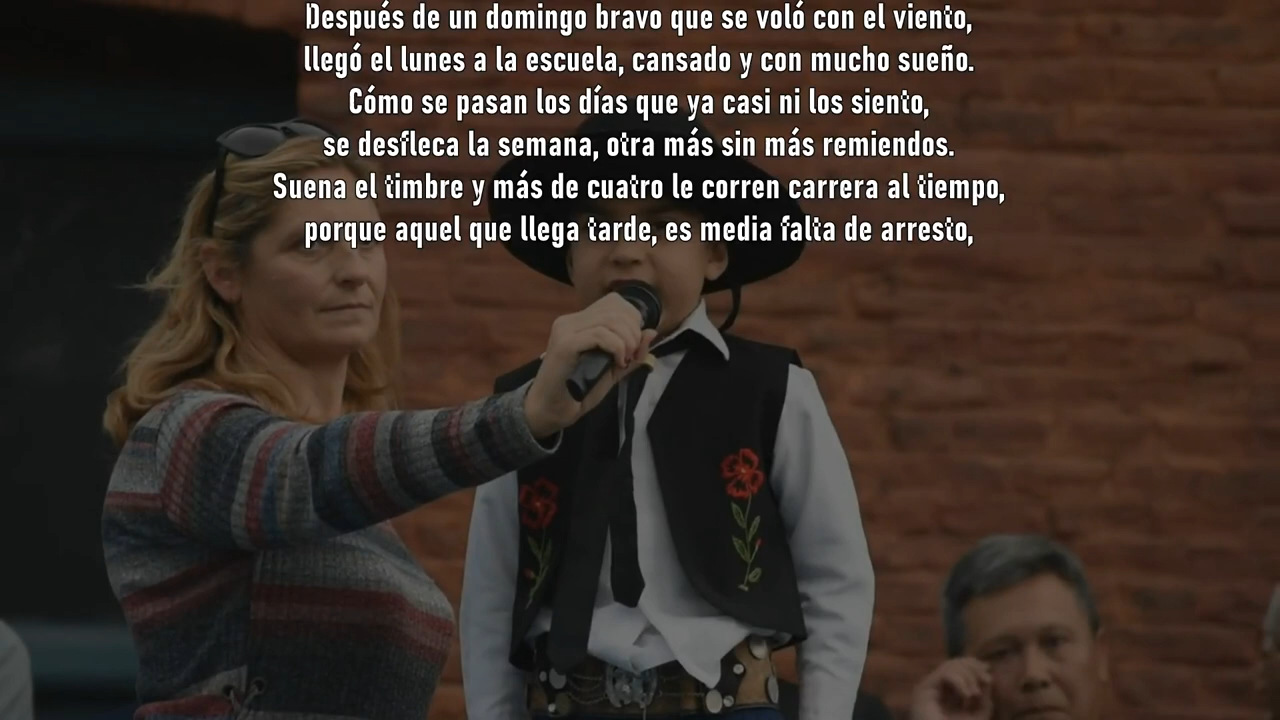 Después de un domingo bravo que se voló con el viento,
llegó el lunes a la escuela, cansado y con mucho sueño.
Cómo se pasan los días que ya casi ni los siento,
se desfleca la semana, otra más sin más remiendos.
Suena el timbre y más de cuatro le corren carrera al tiempo,
porque aquel que llega tarde, es media falta de arresto,